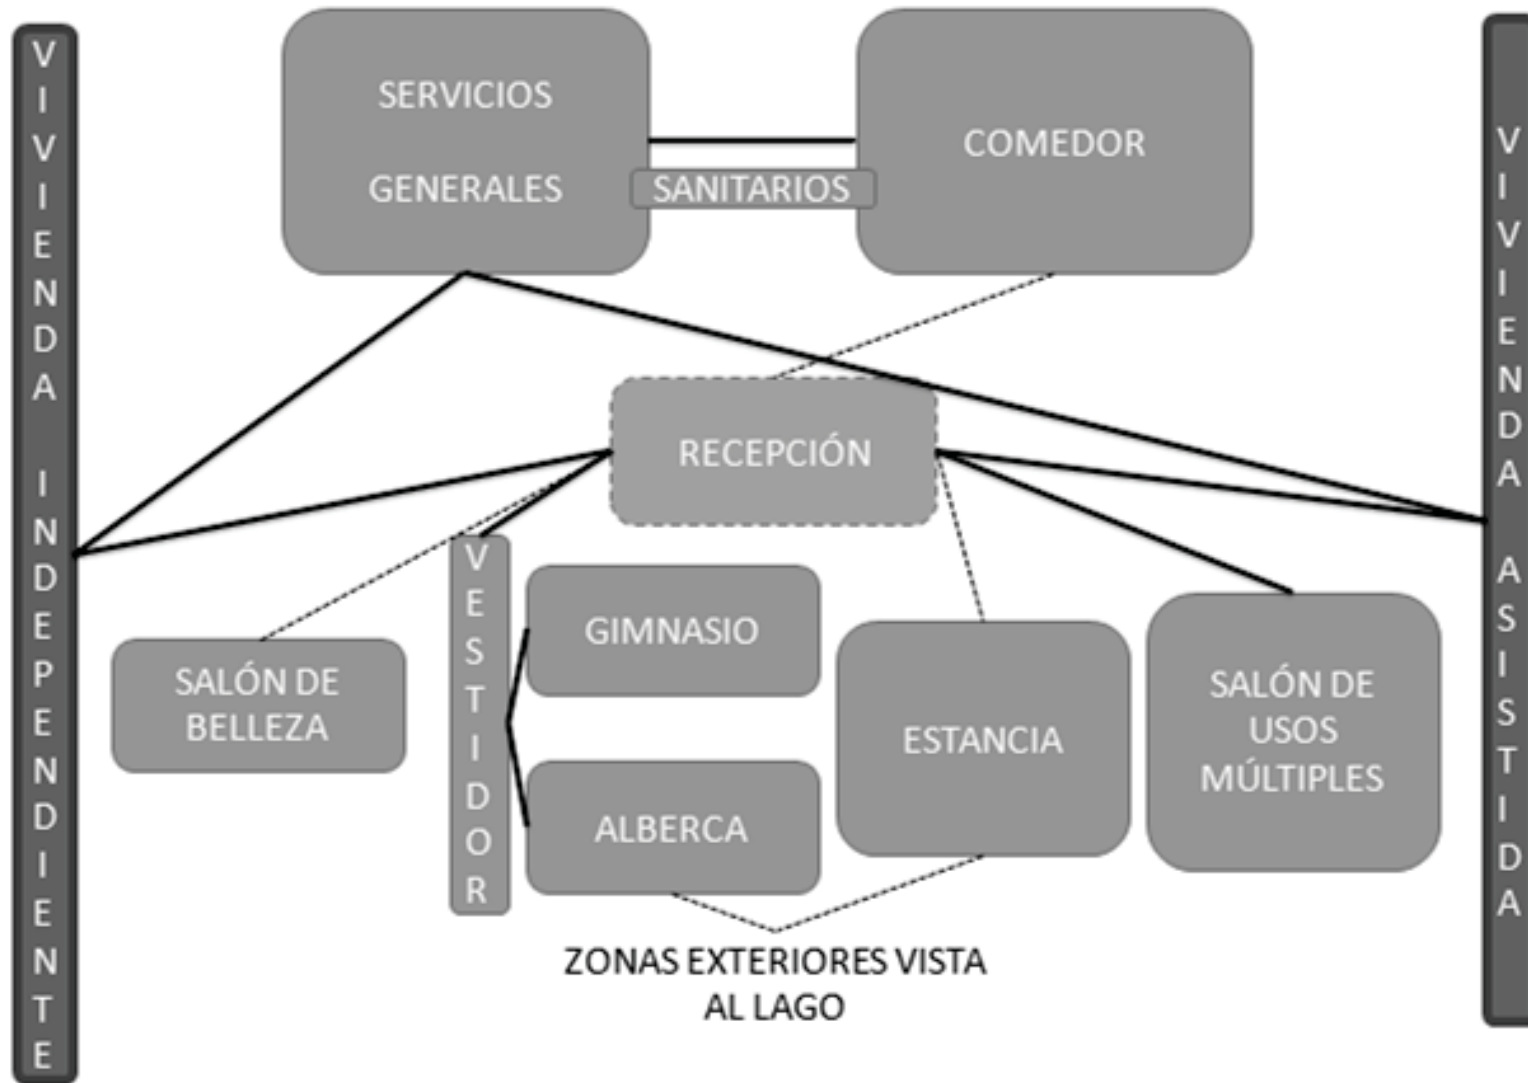 VIVIENDA INDEPENDIENTE
SERVICIOS
GENERALES
SANITARIOS
COMEDOR
VIVIENDA ASISTIDA
RECEPCIÓN
SALÓN DE
BELLEZA
VESTIDOR
GIMNASIO
ALBERCA
ESTANCIA
SALÓN DE
USOS
MÚLTIPLES
ZONAS EXTERIORES VISTA
AL LAGO